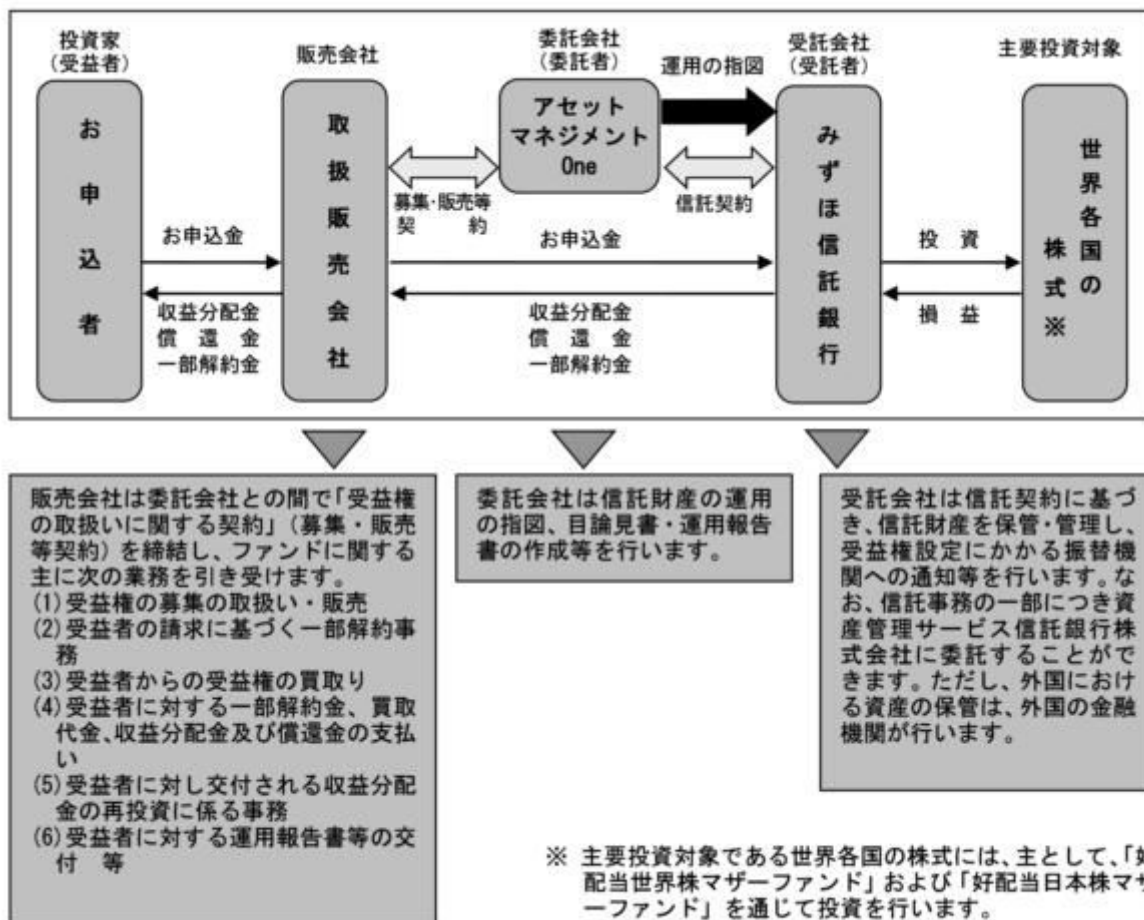 投資家
(受益者)
販売会社
委託会社
(委託者)
受託会社
(受託者)
主要投資対象
運用の指図
お申込者
取扱販売会社
アセット
マネジメント
One
みずほ信託銀行
世界各国の
株式※
募集・販売等
契 約
信託契約
お申込金
お申込金
投 資
収益分配金
償 還 金
一部解約金
収益分配金
償 還 金
一部解約金
損 益
販売会社は委託会社との間で「受益権
の取扱いに関する契約」(募集・販売
等契約)を締結し、ファンドに関する
主に次の業務を引き受けます。
(1)受益権の募集の取扱い・販売
(2)受益者の請求に基づく一部解約事
務
(3)受益者からの受益権の買取り
(4)受益者に対する一部解約金、買取
代金、収益分配金及び償還金の支払
い
(5)受益者に対し交付される収益分配
金の再投資に係る事務
(6)受益者に対する運用報告書等の交
付 等
委託会社は信託財産の運用
の指図、目論見書・運用報告
書の作成等を行います。
受託会社は信託契約に基づ
き、信託財産を保管・管理し、
受益権設定にかかる振替機
関への通知等を行います。な
お、信託事務の一部につき資
産管理サービス信託銀行株
式会社に委託することがで
きます。ただし、外国におけ
る資産の保管は、外国の金融
機関が行います。
※ 主要投資対象である世界各国の株式には、主として、「好
配当世界株マザーファンド」および「好配当日本株マザ
ーファンド」を通じて投資を行います。